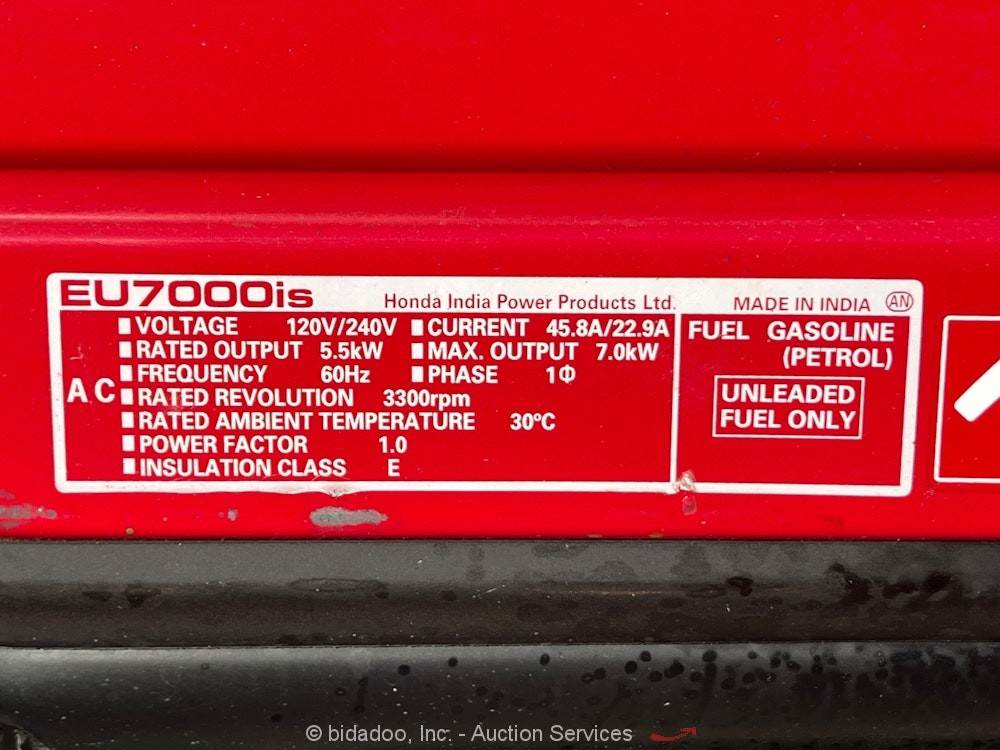 EU7000is Honda India Power Products Ltd. MADE IN INDIA AN
■ VOLTAGE 120V/240V ■ CURRENT 45.8A/22.9A
■ RATED OUTPUT 5.5kW ■ MAX. OUTPUT 7.0kW
■ FREQUENCY 60Hz ■ PHASE 1Φ
AC ■ RATED REVOLUTION 3300rpm
■ RATED AMBIENT TEMPERATURE 30ºC
■ POWER FACTOR 1.0
■ INSULATION CLASS E
FUEL GASOLINE
(PETROL)
UNLEADED
FUEL ONLY
© bidadoo, Inc. - Auction Services